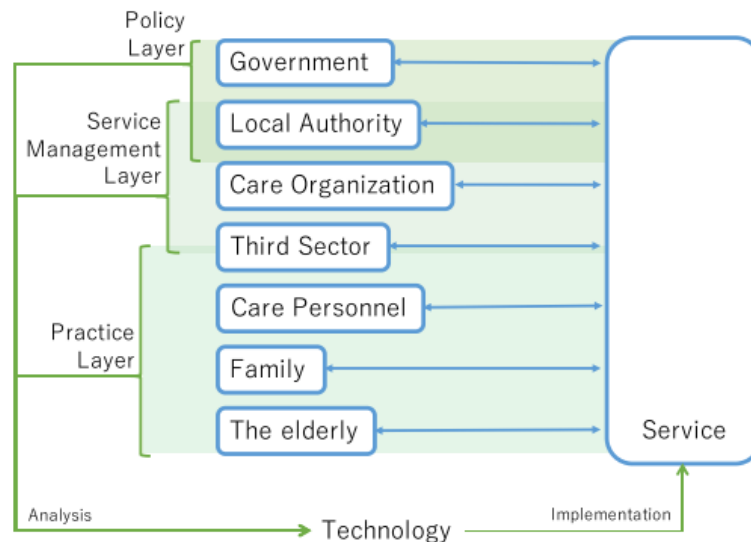 Policy
Layer
Government
Service
Management
Layer
Local Authority
Care Organization
Third Sector
Care Personnel
Practice
Layer
Family
The elderly
Service
Analysis
Technology
Implementation